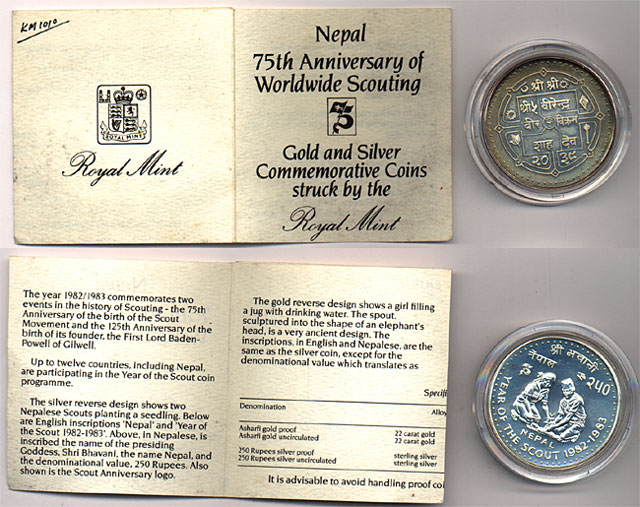 KM1010
ROYAL MINT
Royal Mint
Nepal
75th Anniversary of
Worldwide Scouting
75
Gold and Silver
Commemorative Coins
struck by the
Royal Mint
श्री श्री
श्री ५ वीरेन्द्र
वीर विक्रम
शाह देव
२०३९
The year 1982/1983 commemorates two
events in the history of Scouting - the 75th
Anniversary of the birth of the Scout
Movement and the 125th Anniversary of the
birth of its founder, the First Lord Baden-
Powell of Gilwell.
Up to twelve countries, including Nepal,
are participating in the Year of the Scout coin
programme.
The silver reverse design shows two
Nepalese Scouts planting a seedling. Below
are English inscriptions 'Nepal' and 'Year of
the Scout 1982-1983'. Above, in Nepalese, is
inscribed the name of the presiding
Goddess, Shri Bhavani, the name Nepal, and
the denominational value, 250 Rupees. Also
shown is the Scout Anniversary logo.
The gold reverse design shows a girl filling
a jug with drinking water. The spout,
sculptured into the shape of an elephant's
head, is a very ancient design. The
inscriptions, in English and Nepalese, are the
same as the silver coin, except for the
denominational value which translates as
Specifi
Denomination Alloy
Asharfi gold proof 22 carat gold
Asharfi gold uncirculated 22 carat gold
250 Rupees silver proof sterling silver
250 Rupees silver uncirculated sterling silver
It is advisable to avoid handling proof coi
श्री भवानी
नेपाल
रु २५०
NEPAL
YEAR OF THE SCOUT 1982-1983